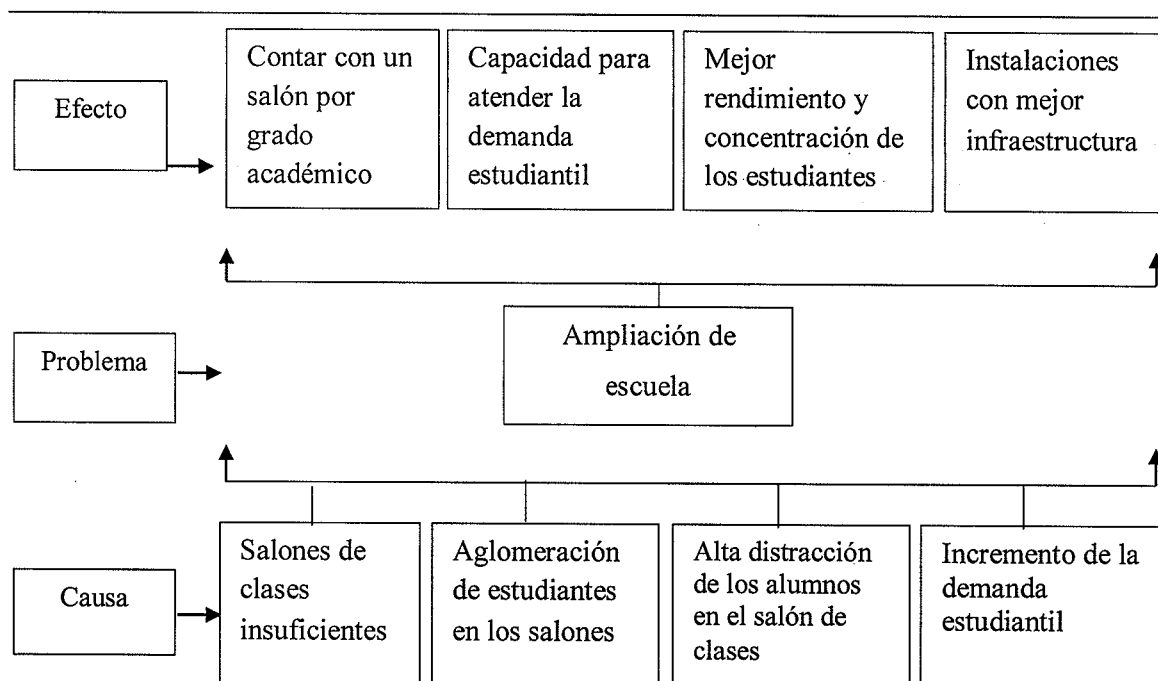 Efecto
Contar con un
salón por
grado
académico
Capacidad para
atender la
demanda
estudiantil
Mejor
rendimiento y
concentración de
los estudiantes
Instalaciones
con mejor
infraestructura
Problema
Ampliación de
escuela
Causa
Salones de
clases
insuficientes
Aglomeración
de estudiantes
en los salones
Alta distracción
de los alumnos
en el salón de
clases
Incremento de la
demanda
estudiantil